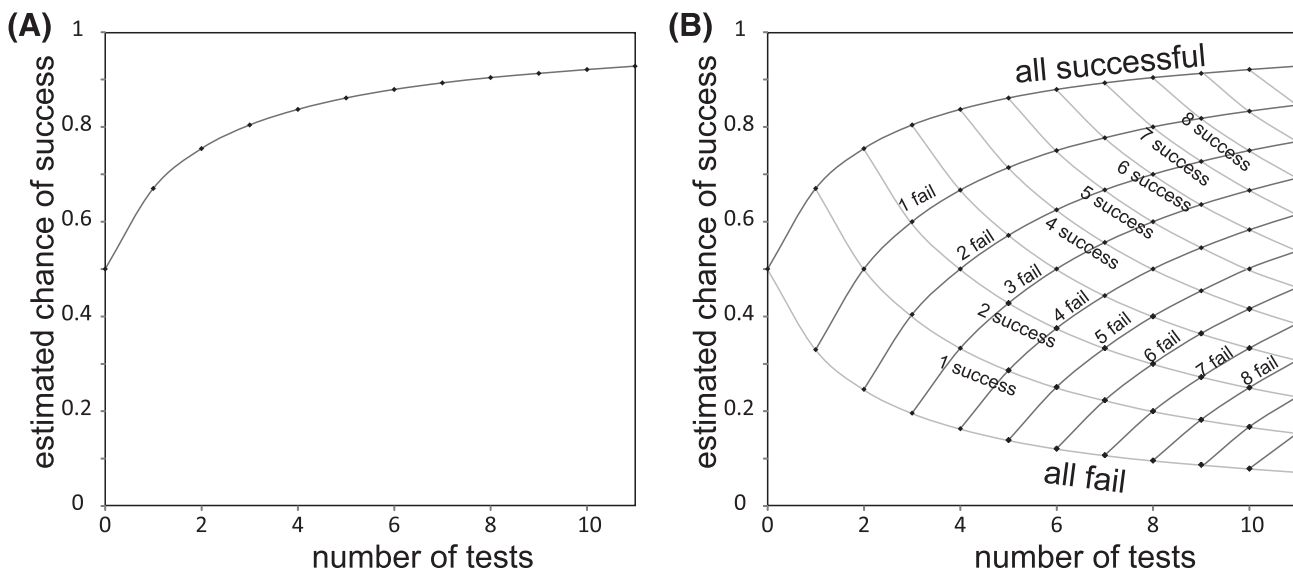 (A)
1
0.8
0.6
0.4
0.2
0
estimated chance of success
0
2
4
6
8
10
number of tests
(B)
1
0.8
0.6
0.4
0.2
0
estimated chance of success
all successful
8 success
7 success
6 success
5 success
4 success
1 fail
2 fail
3 fail
2 success
4 fail
5 fail
6 fail
7 fail
8 fail
1 success
all fail
0
2
4
6
8
10
number of tests